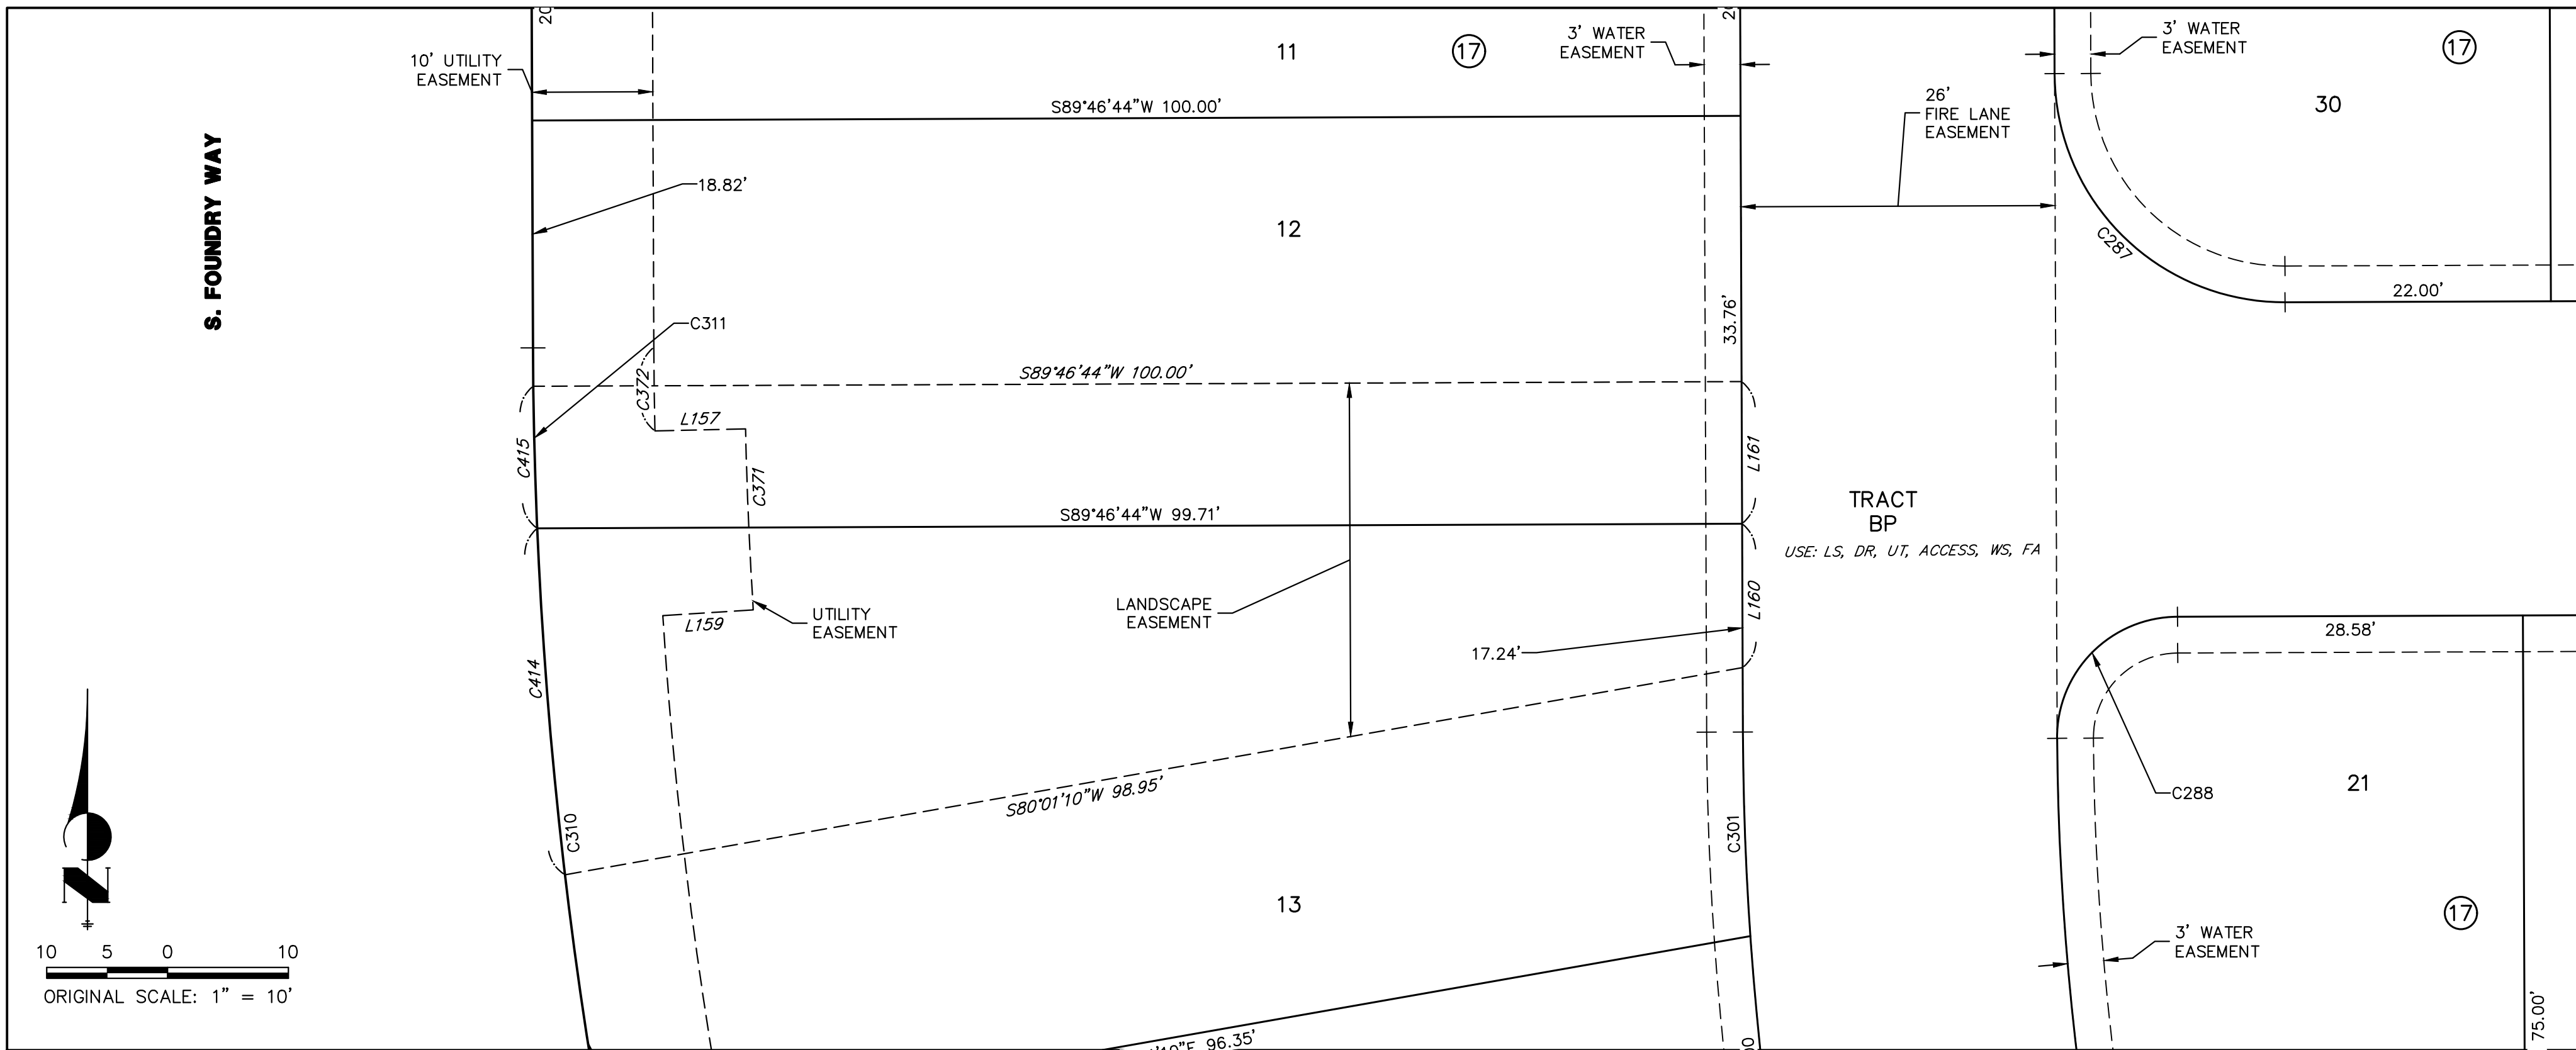 10' UTILITY
EASEMENT
11
17
3' WATER
EASEMENT
3' WATER
EASEMENT
17
S89°46'44"W 100.00'
26'
FIRE LANE
EASEMENT
30
S. FOUNDRY WAY
18.82'
12
C287
22.00'
33.76'
C311
C372
S89°46'44"W 100.00'
L157
C415
C371
L161
S89°46'44"W 99.71'
TRACT
BP
USE: LS, DR, UT, ACCESS, WS, FA
L159
UTILITY
EASEMENT
LANDSCAPE
EASEMENT
L160
17.24'
28.58'
C414
S80°01'10"W 98.95'
C310
C301
C288
21
13
17
3' WATER
EASEMENT
N
10 5 0 10
ORIGINAL SCALE: 1" = 10'
75.00'
96.35'